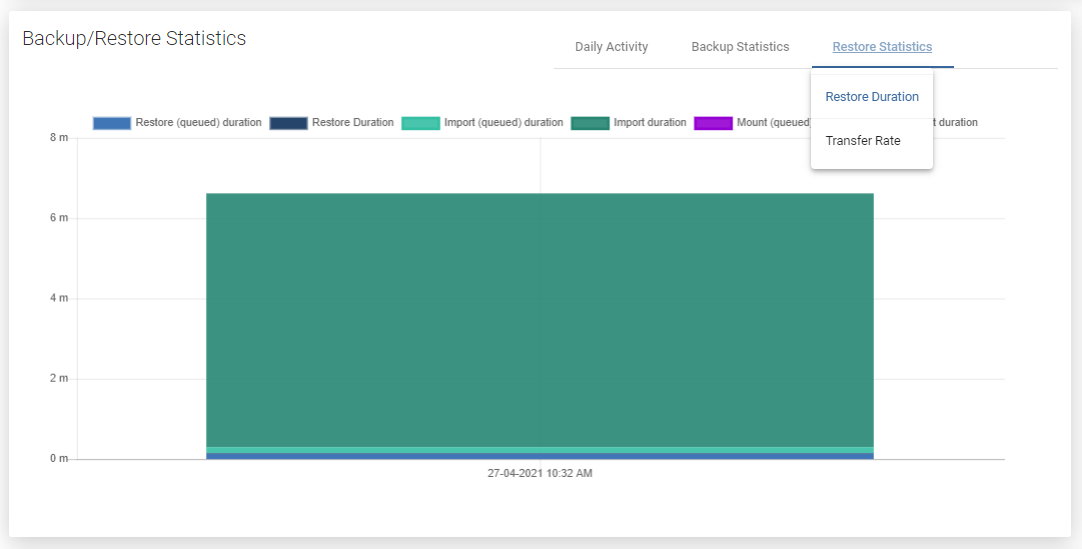 Backup/Restore Statistics
Daily Activity Backup Statistics Restore Statistics
Restore Duration
Restore (queued) duration Restore Duration Import (queued) duration Import duration Mount (queued) duration
Transfer Rate
8 m
6 m
4 m
2 m
0 m
27-04-2021 10:32 AM